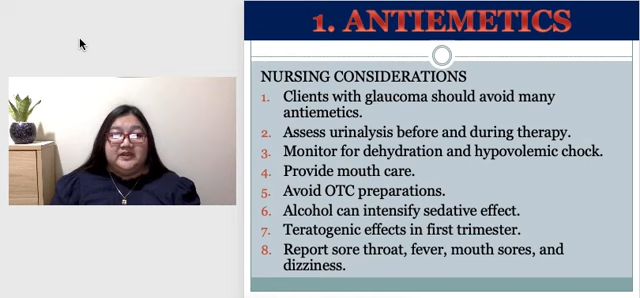 1. ANTIEMETICS
NURSING CONSIDERATIONS
1. Clients with glaucoma should avoid many
antiemetics.
2. Assess urinalysis before and during therapy.
3. Monitor for dehydration and hypovolemic chock.
4. Provide mouth care.
5. Avoid OTC preparations.
6. Alcohol can intensify sedative effect.
7. Teratogenic effects in first trimester.
8. Report sore throat, fever, mouth sores, and
dizziness.